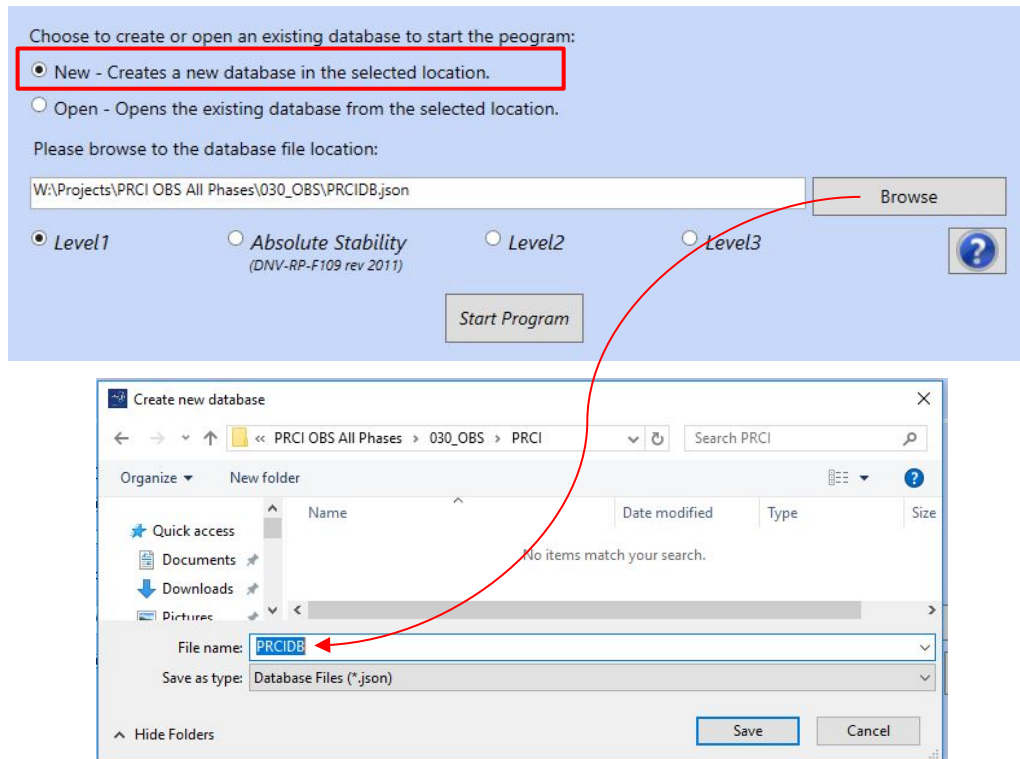 Choose to create or open an existing database to start the peogram:
New - Creates a new database in the selected location.
Open - Opens the existing database from the selected location.
Please browse to the database file location:
W:\Projects\PRCI OBS All Phases\030_OBS\PRCIDB.json
Browse
Level1 Absolute Stability Level2 Level3
(DNV-RP-F109 rev 2011)
?
Start Program
Create new database
« PRCI OBS All Phases > 030_OBS > PRCI Search PRCI
Organize New folder ?
Name Date modified Type Size
Quick access
No items match your search.
Documents
Downloads
Pictures
File name: PRCIDB
Save as type: Database Files (*.json)
Hide Folders Save Cancel